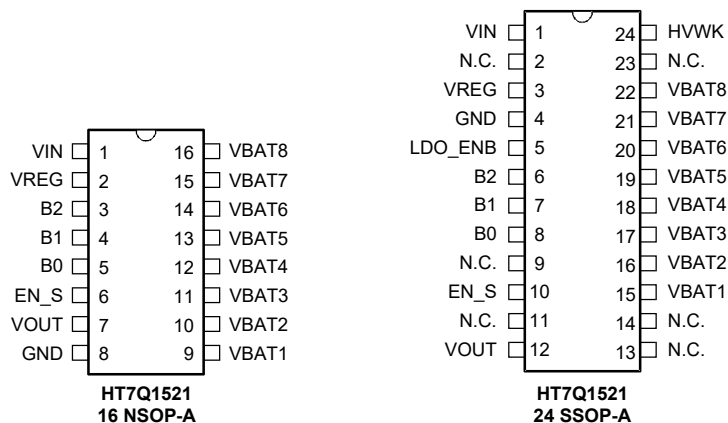 VIN 1 16 VBAT8
VREG 2 15 VBAT7
B2 3 14 VBAT6
B1 4 13 VBAT5
B0 5 12 VBAT4
EN_S 6 11 VBAT3
VOUT 7 10 VBAT2
GND 8 9 VBAT1
HT7Q1521
16 NSOP-A
VIN 1 24 HVWK
N.C. 2 23 N.C.
VREG 3 22 VBAT8
GND 4 21 VBAT7
LDO_ENB 5 20 VBAT6
B2 6 19 VBAT5
B1 7 18 VBAT4
B0 8 17 VBAT3
N.C. 9 16 VBAT2
EN_S 10 15 VBAT1
N.C. 11 14 N.C.
VOUT 12 13 N.C.
HT7Q1521
24 SSOP-A